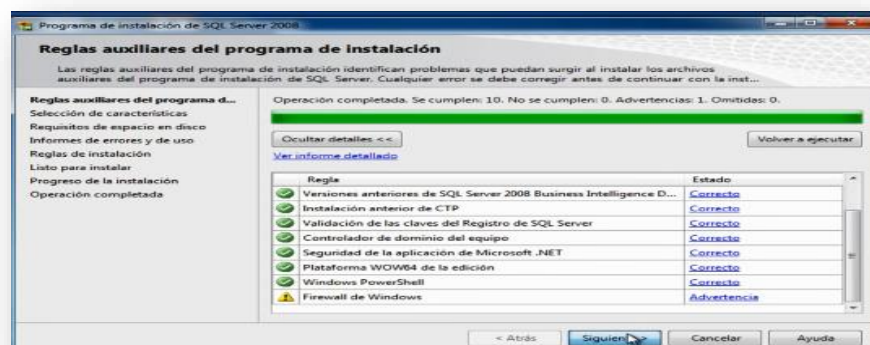 Programa de instalación de SQL Server 2008
Reglas auxiliares del programa de instalación
Las reglas auxiliares del programa de instalación identifican problemas que puedan surgir al instalar los archivos
auxiliares del programa de instalación de SQL Server. Cualquier error se debe corregir antes de continuar con la inst...
Reglas auxiliares del programa d...
Selección de características
Requisitos de espacio en disco
Informes de errores y de uso
Reglas de instalación
Listo para instalar
Progreso de la instalación
Operación completada
Operación completada. Se cumplen: 10. No se cumplen: 0. Advertencias: 1. Omitidas: 0.
Ocultar detalles <<
Volver a ejecutar
Ver informe detallado
Regla Estado
Versiones anteriores de SQL Server 2008 Business Intelligence D... Correcto
Instalación anterior de CTP Correcto
Validación de las claves del Registro de SQL Server Correcto
Controlador de dominio del equipo Correcto
Seguridad de la aplicación de Microsoft .NET Correcto
Plataforma WOW64 de la edición Correcto
Windows PowerShell Correcto
Firewall de Windows Advertencia
< Atrás Siguien > Cancelar Ayuda